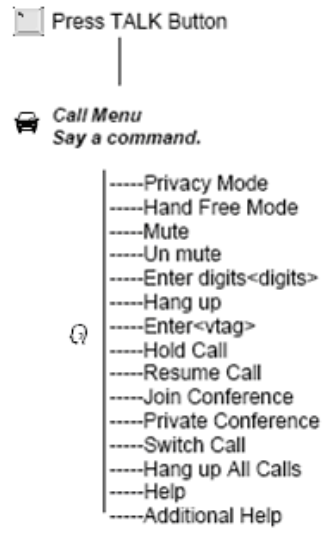 Press TALK Button
Call Menu
Say a command.
-----Privacy Mode
-----Hand Free Mode
-----Mute
-----Un mute
-----Enter digits<digits>
-----Hang up
-----Enter<vtag>
-----Hold Call
-----Resume Call
-----Join Conference
-----Private Conference
-----Switch Call
-----Hang up All Calls
-----Help
-----Additional Help